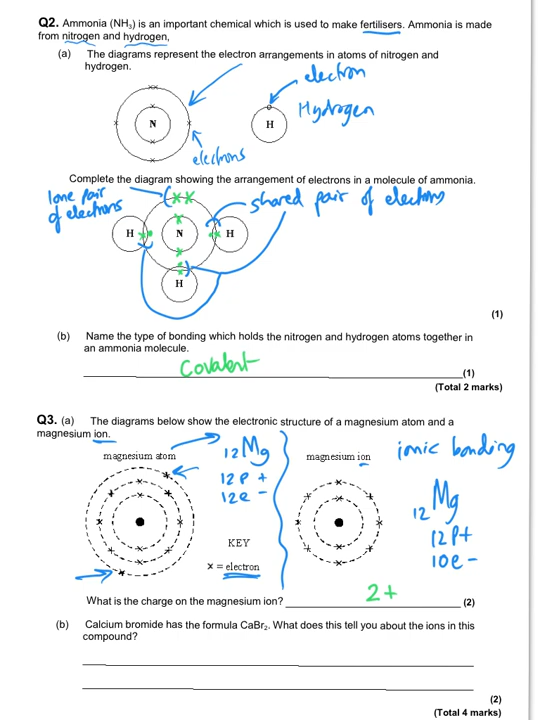 Q2. Ammonia (NH₃) is an important chemical which is used to make fertilisers. Ammonia is made
from nitrogen and hydrogen,
(a) The diagrams represent the electron arrangements in atoms of nitrogen and
hydrogen.
electron
N
H
Hydrogen
electrons
Complete the diagram showing the arrangement of electrons in a molecule of ammonia.
lone pair
of electrons
shared pair of electrons
H N H
H
(1)
(b) Name the type of bonding which holds the nitrogen and hydrogen atoms together in
an ammonia molecule.
Covalent
(1)
(Total 2 marks)
Q3. (a) The diagrams below show the electronic structure of a magnesium atom and a
magnesium ion.
magnesium atom
12Mg
12P +
12e -
KEY
x = electron
magnesium ion
ionic bonding
12Mg
12P+
10e-
What is the charge on the magnesium ion? 2+ (2)
(b) Calcium bromide has the formula CaBr₂. What does this tell you about the ions in this
compound?
(2)
(Total 4 marks)